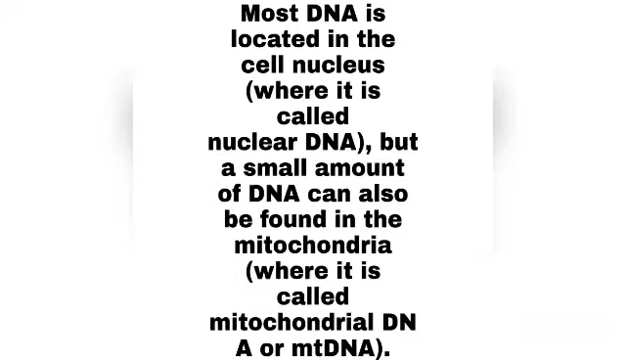 Most DNA is
located in the
cell nucleus
(where it is
called
nuclear DNA), but
a small amount
of DNA can also
be found in the
mitochondria
(where it is
called
mitochondrial DN
A or mtDNA).